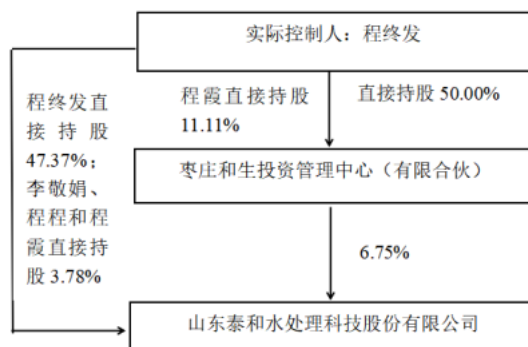 实际控制人：程终发
程终发直
接持股
47.37%；
李敬娟、
程程和程
霞直接持
股 3.78%
程霞直接持股
11.11%
直接持股 50.00%
枣庄和生投资管理中心（有限合伙）
6.75%
山东泰和水处理科技股份有限公司